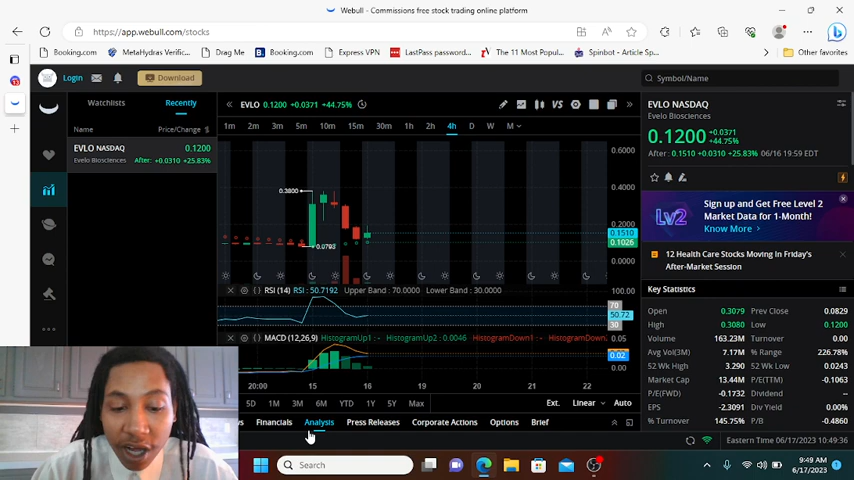 Webull - Commissions free stock trading online platform
https://app.webull.com/stocks
Booking.com MetaHydras Verific... Drag Me Booking.com Express VPN LastPass password... The 11 Most Popul... Spinbot - Article Sp... Other favorites
Login Download Symbol/Name
Watchlists Recently
Name Price/Change
EVLO NASDAQ 0.1200
Evelo Biosciences After: +0.0310 +25.83%
EVLO 0.1200 +0.0371 +44.75% VS
1m 2m 3m 5m 10m 15m 30m 1h 2h 4h D W M
0.6000
0.4000
0.3800
0.2000
0.1510
0.1026
0.0793
0.0000
RSI (14) RSI : 50.7192 Upper Band : 70.0000 Lower Band : 30.0000
100.00
70
50.72
30
MACD (12,26,9) HistogramUp1 : - HistogramUp2 : 0.0046 HistogramDown1 : - HistogramDown.
0.05
0.02
0.00
20:00 15 16 19 20 21 22
5D 1M 3M 6M YTD 1Y 5Y Max Ext. Linear Auto
ws Financials Analysis Press Releases Corporate Actions Options Brief
EVLO NASDAQ
Evelo Biosciences
0.1200 +0.0371
+44.75%
After : 0.1510 +0.0310 +25.83% 06/16 19:59 EDT
Lv2
Sign up and Get Free Level 2
Market Data for 1-Month!
Know More >
12 Health Care Stocks Moving In Friday's
After-Market Session
Key Statistics
Open 0.3079 Prev Close 0.0829
High 0.3080 Low 0.1200
Volume 163.23M Turnover 0.00
Avg Vol(3M) 7.17M % Range 226.78%
52 Wk High 3.290 52 Wk Low 0.0243
Market Cap 13.44M P/E(TTM) -0.1063
P/E(FWD) -0.1732 Dividend --
EPS -2.3091 Div Yield 0.00%
% Turnover 145.75% P/B -0.4860
Eastern Time 06/17/2023 10:49:36
Search
9:49 AM
6/17/2023